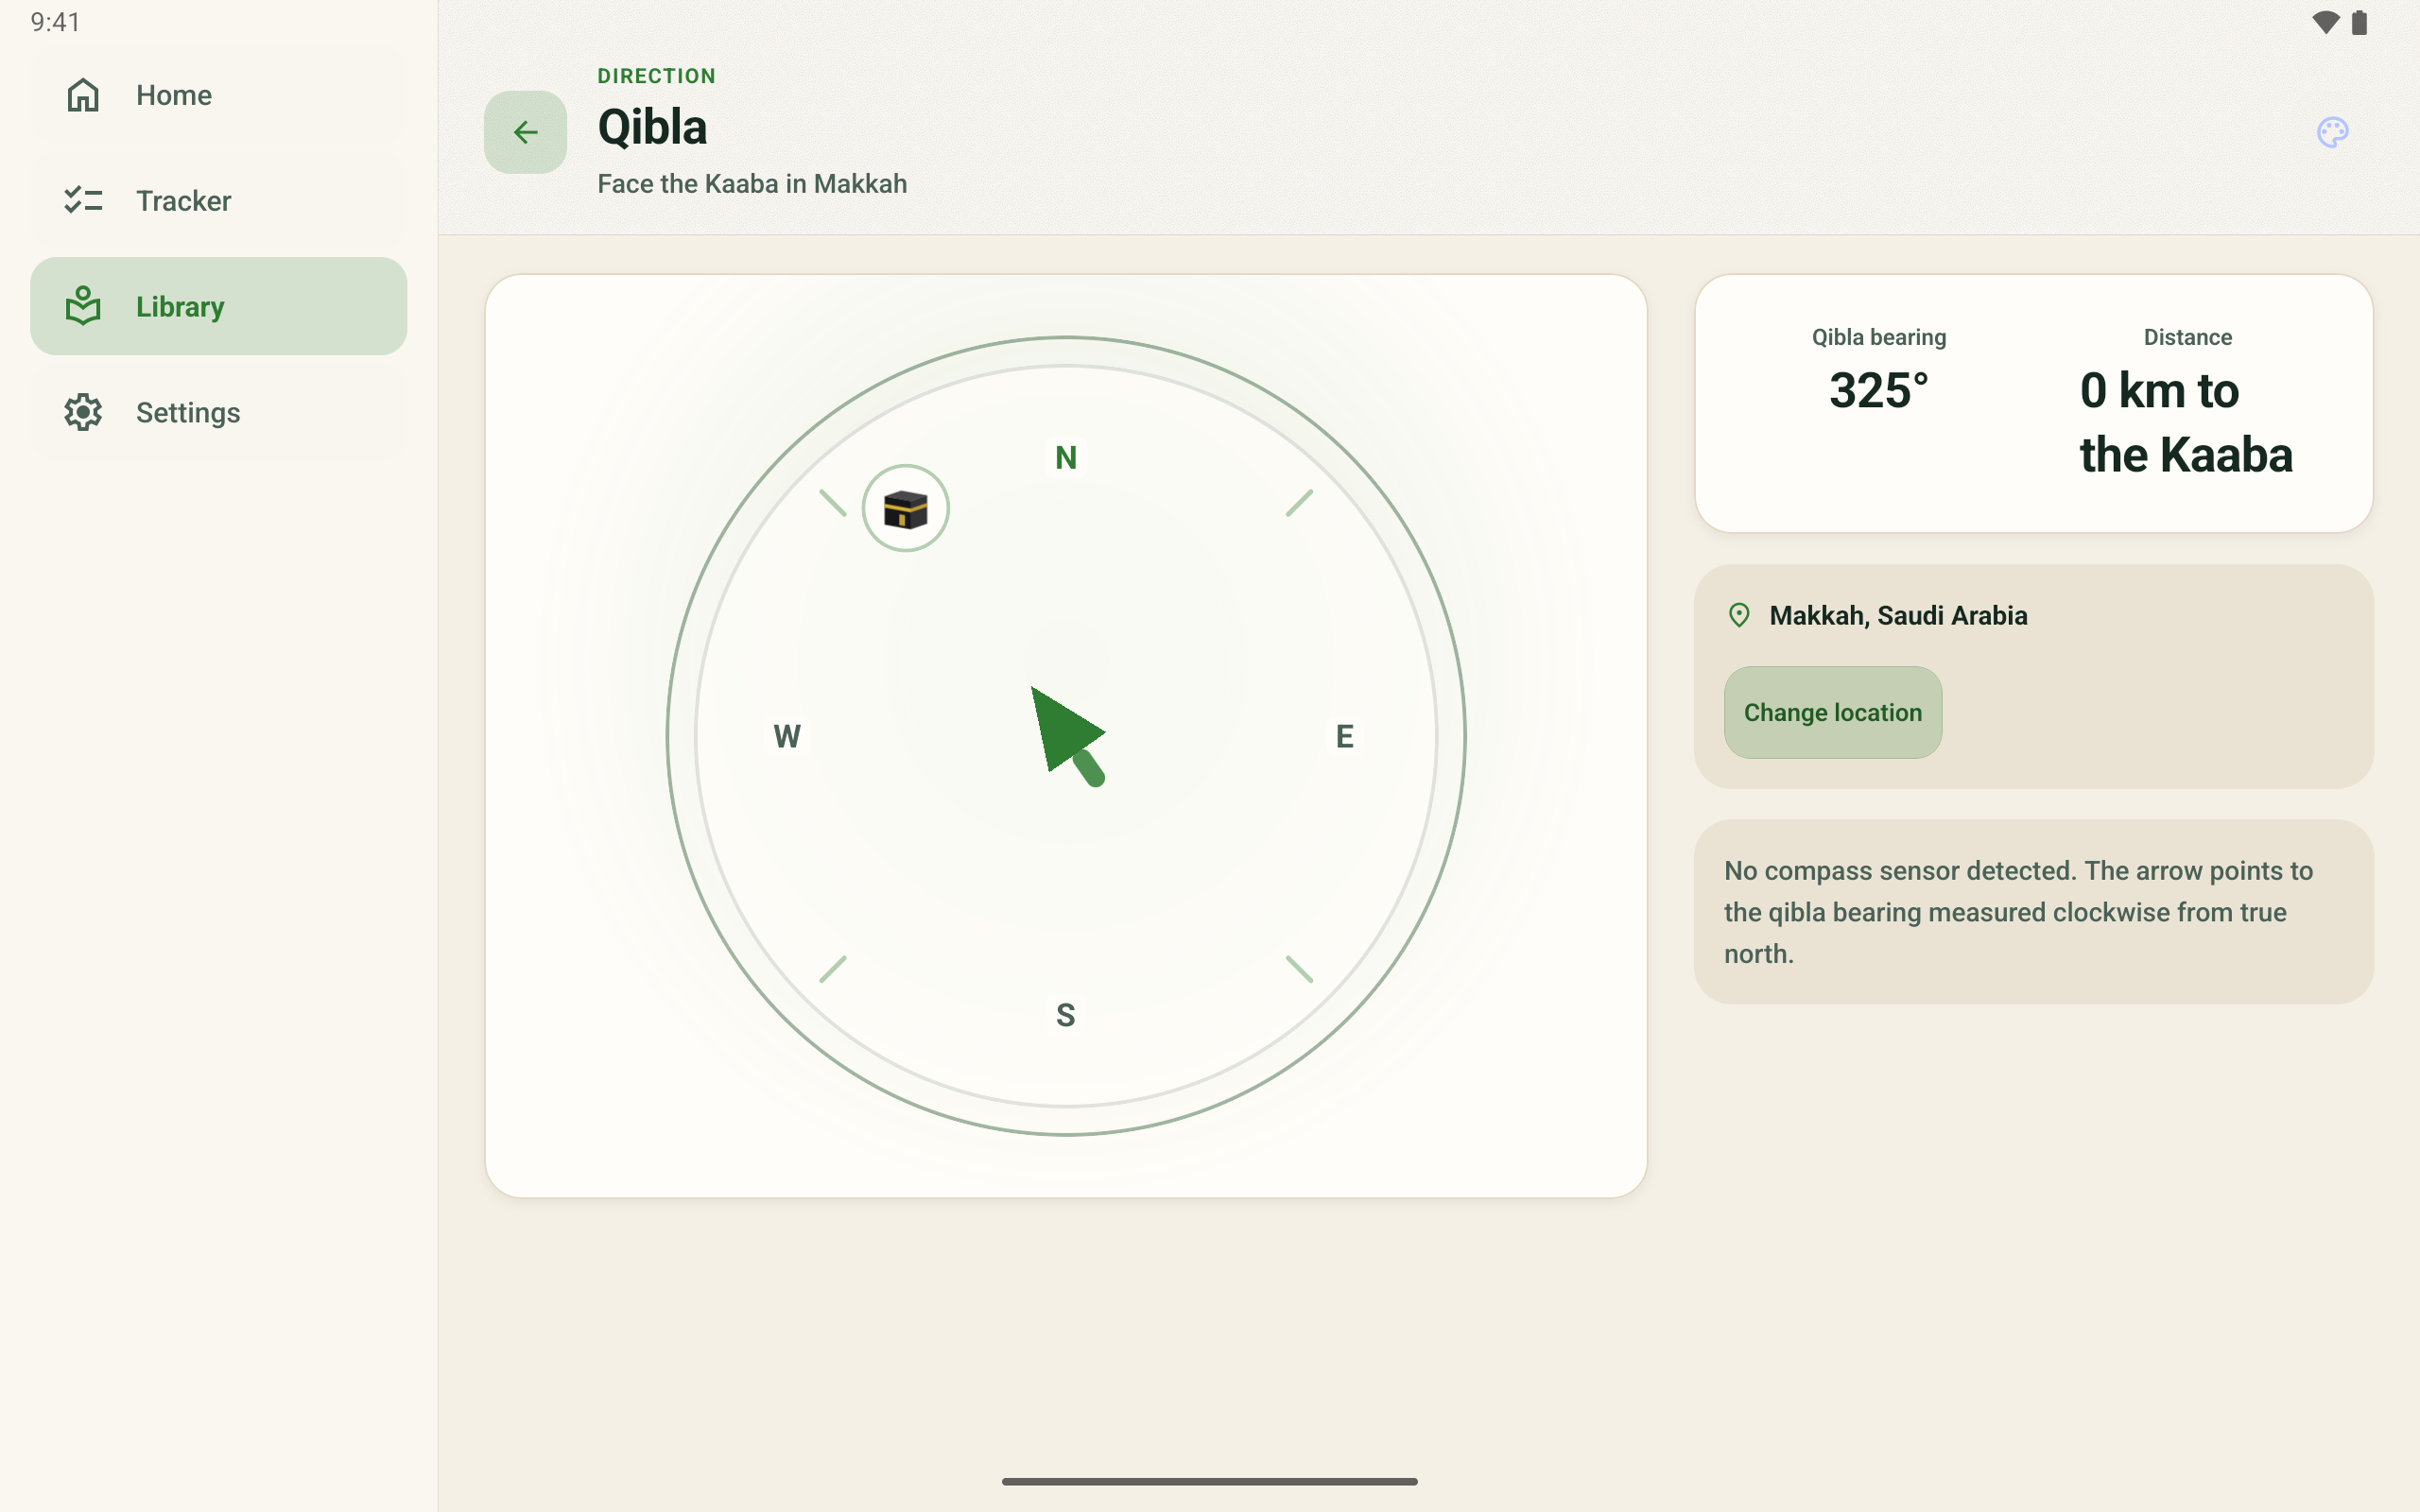 9:41
Home
Tracker
Library
Settings
DIRECTION
Qibla
Face the Kaaba in Makkah
N
W
E
S
Qibla bearing
325°
Distance
0 km to
the Kaaba
Makkah, Saudi Arabia
Change location
No compass sensor detected. The arrow points to
the qibla bearing measured clockwise from true
north.